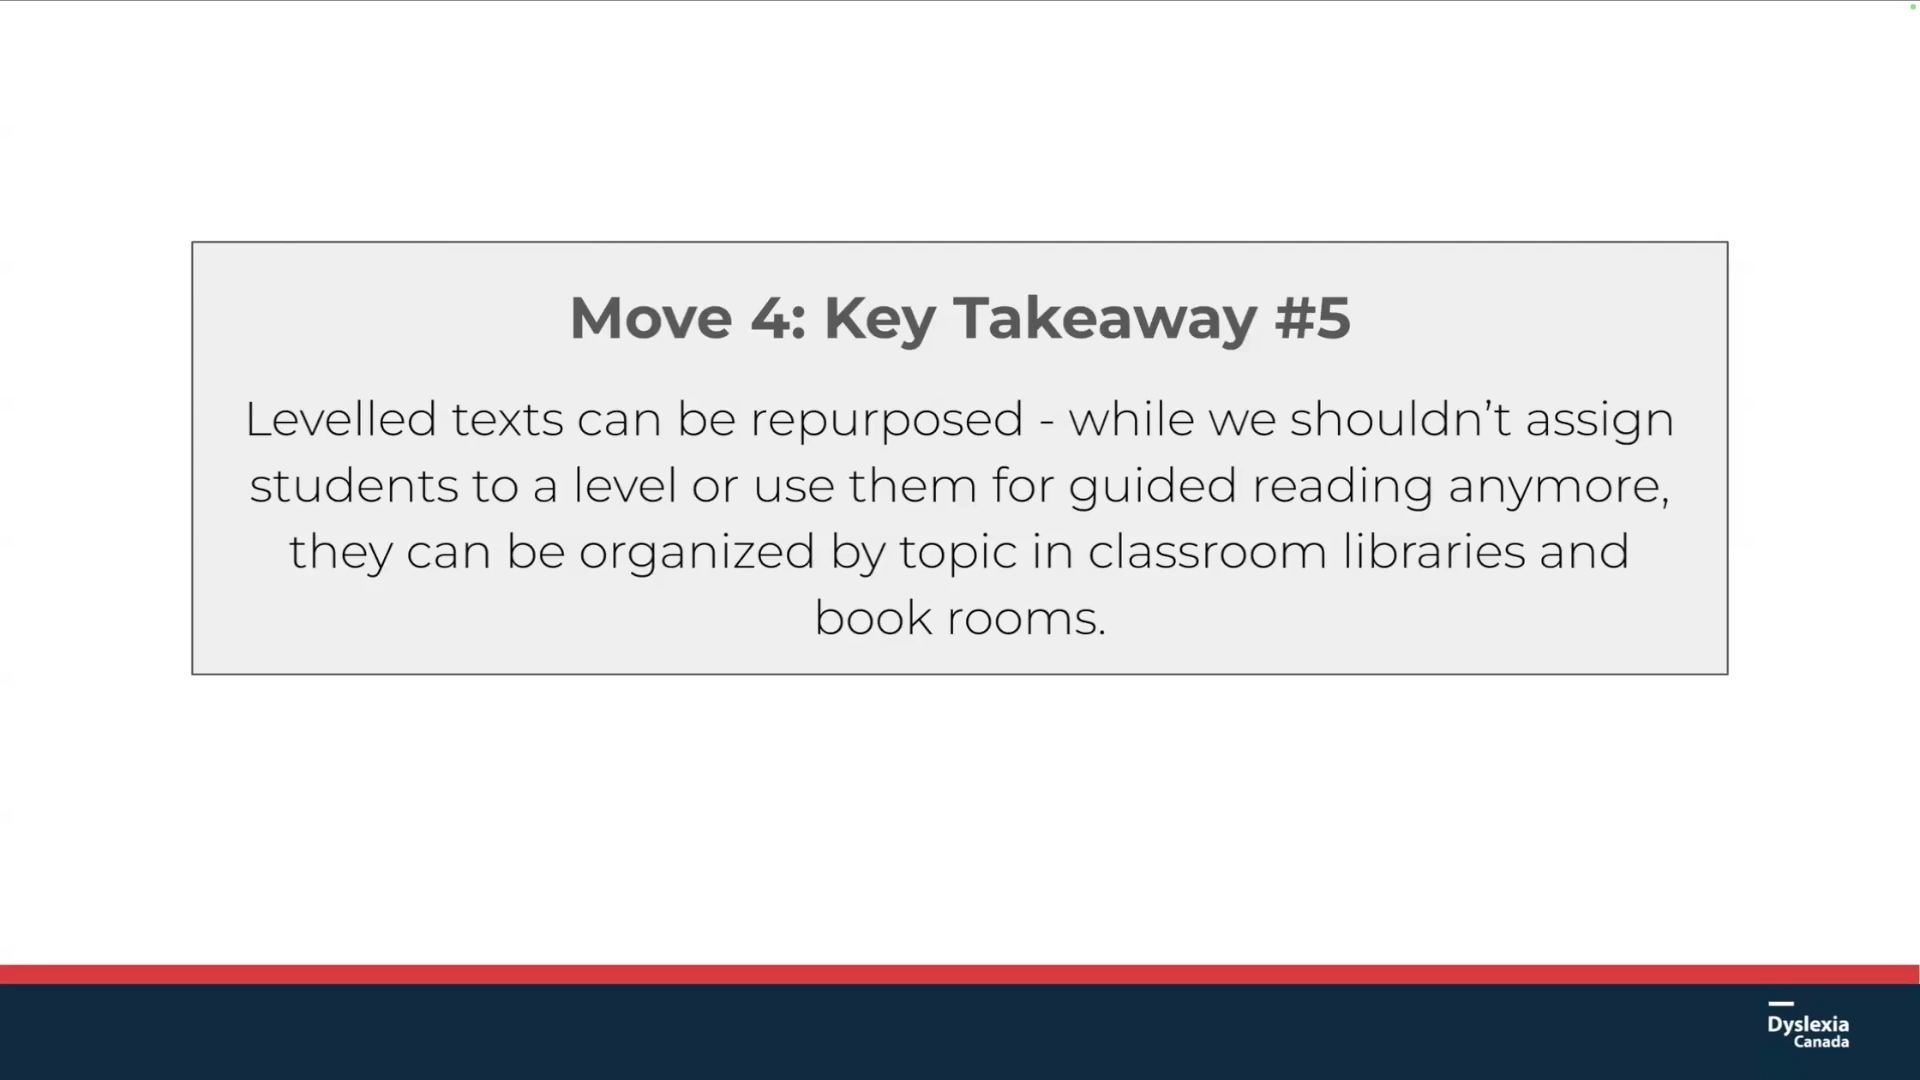 Move 4: Key Takeaway #5
Levelled texts can be repurposed - while we shouldn’t assign
students to a level or use them for guided reading anymore,
they can be organized by topic in classroom libraries and
book rooms.
Dyslexia
Canada